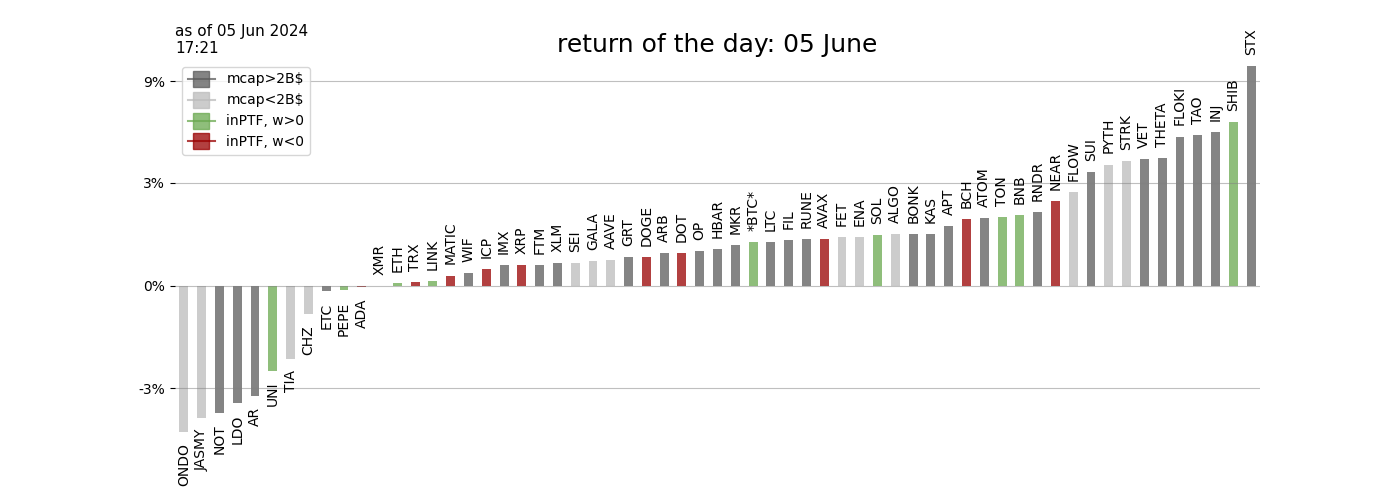 as of 05 Jun 2024
17:21
return of the day: 05 June
mcap>2B$
mcap<2B$
inPTF, w>0
inPTF, w<0
9%
3%
0%
-3%
ONDO
JASMY
NOT
LDO
AR
UNI
TIA
CHZ
ETC
PEPE
ADA
XMR
ETH
TRX
LINK
MATIC
WIF
ICP
IMX
XRP
FTM
XLM
SEI
GALA
AAVE
GRT
DOGE
ARB
DOT
OP
HBAR
MKR
*BTC*
LTC
FIL
RUNE
AVAX
FET
ENA
SOL
ALGO
BONK
KAS
APT
BCH
ATOM
TON
BNB
RNDR
NEAR
FLOW
SUI
PYTH
STRK
VET
THETA
FLOKI
TAO
INJ
SHIB
STX